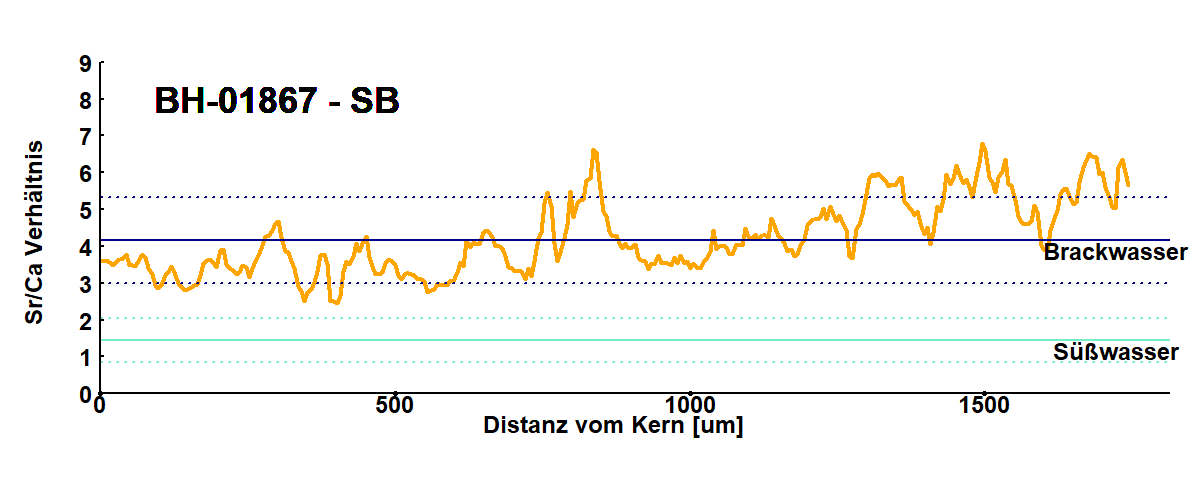 BH-01867 - SB
Sr/Ca Verhältnis
9
8
7
6
5
4
3
2
1
0
Brackwasser
Süßwasser
0 500 1000 1500
Distanz vom Kern [um]